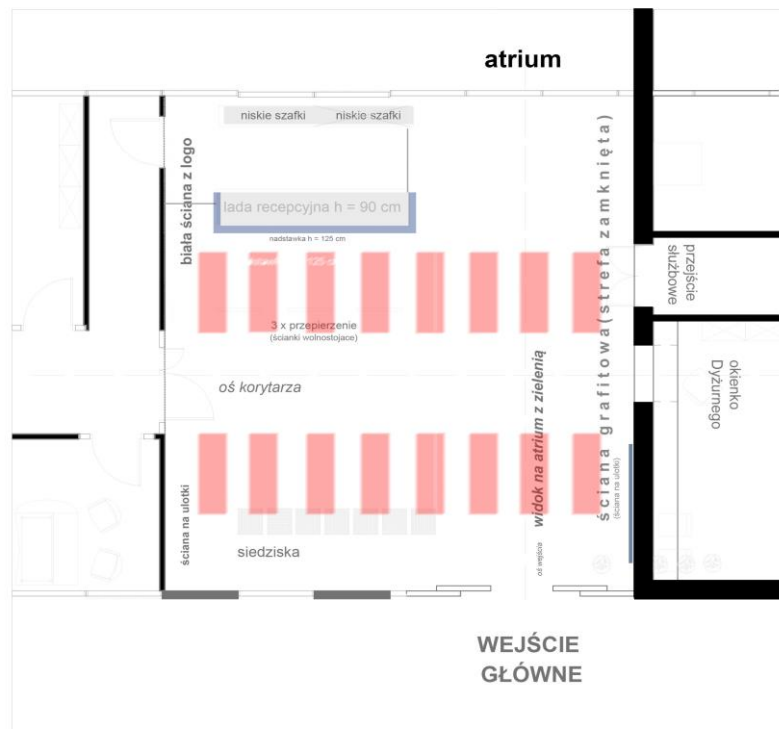 atrium
niskie szafki niskie szafki
biała ściana z logo
lada recepcyjna h = 90 cm
nadstawka h = 125 cm
ściana grafitowa (strefa zamknięta)
(ściana na ulotki)
przejście
służbowe
3 x przepierzenie
(ścianki wolnostojace)
oś korytarza
widok na atrium z zielenią
oś wejścia
okienko
Dyżurnego
ściana na ulotki
siedziska
WEJŚCIE
GŁÓWNE